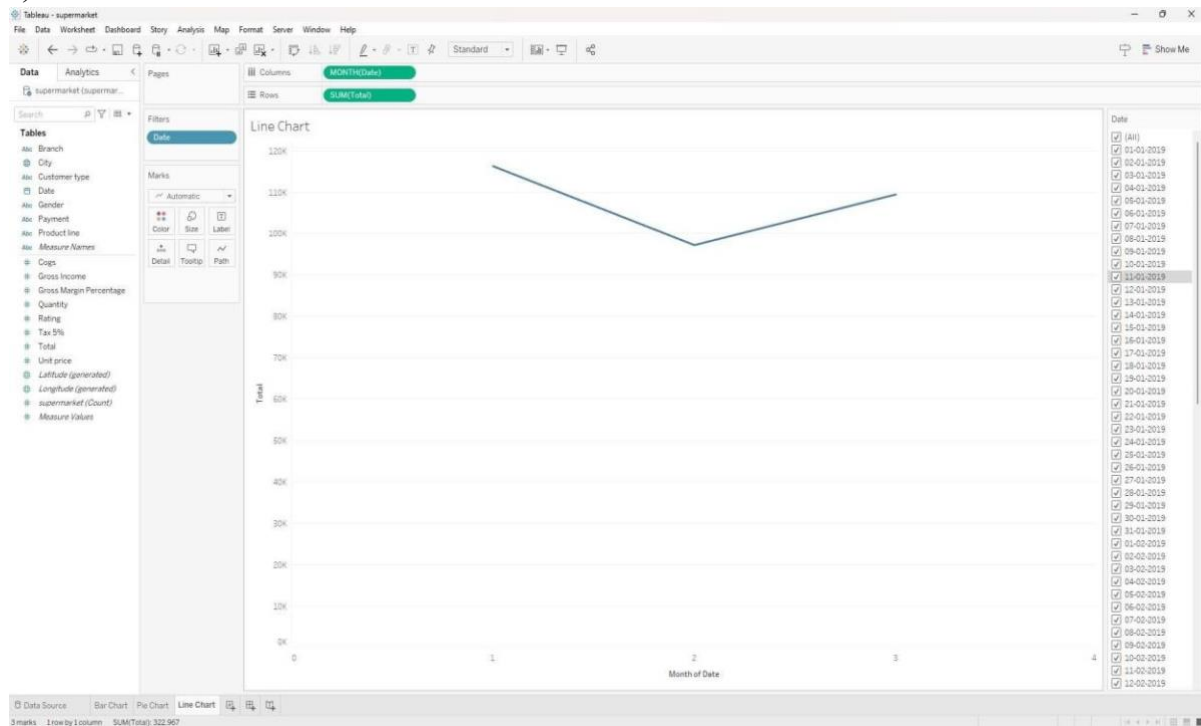 Tableau - supermarket
File Data Worksheet Dashboard Story Analysis Map Format Server Window Help
Standard
Show Me
Data Analytics
Pages
Columns MONTH(Date)
supermarket (supermar...
Rows SUM(Total)
Search
Filters
Date
Tables
Abc Branch
City
Abc Customer type
Date
Abc Gender
Abc Payment
Abc Product line
Abc Measure Names
# Cogs
# Gross Income
# Gross Margin Percentage
# Quantity
# Rating
# Tax 5%
# Total
# Unit price
Latitude (generated)
Longitude (generated)
# supermarket (Count)
# Measure Values
Marks
Automatic
Color Size Label
Detail Tooltip Path
Line Chart
120K
110K
100K
90K
80K
70K
60K
50K
40K
30K
20K
10K
0K
Total
0 1 2 3 4
Month of Date
Date
(All)
01-01-2019
02-01-2019
03-01-2019
04-01-2019
05-01-2019
06-01-2019
07-01-2019
08-01-2019
09-01-2019
10-01-2019
11-01-2019
12-01-2019
13-01-2019
14-01-2019
15-01-2019
16-01-2019
17-01-2019
18-01-2019
19-01-2019
20-01-2019
21-01-2019
22-01-2019
23-01-2019
24-01-2019
25-01-2019
26-01-2019
27-01-2019
28-01-2019
29-01-2019
30-01-2019
31-01-2019
01-02-2019
02-02-2019
03-02-2019
04-02-2019
05-02-2019
06-02-2019
07-02-2019
08-02-2019
09-02-2019
10-02-2019
11-02-2019
12-02-2019
Data Source Bar Chart Pie Chart Line Chart
3 marks 1 row by 1 column SUM(Total): 322,967